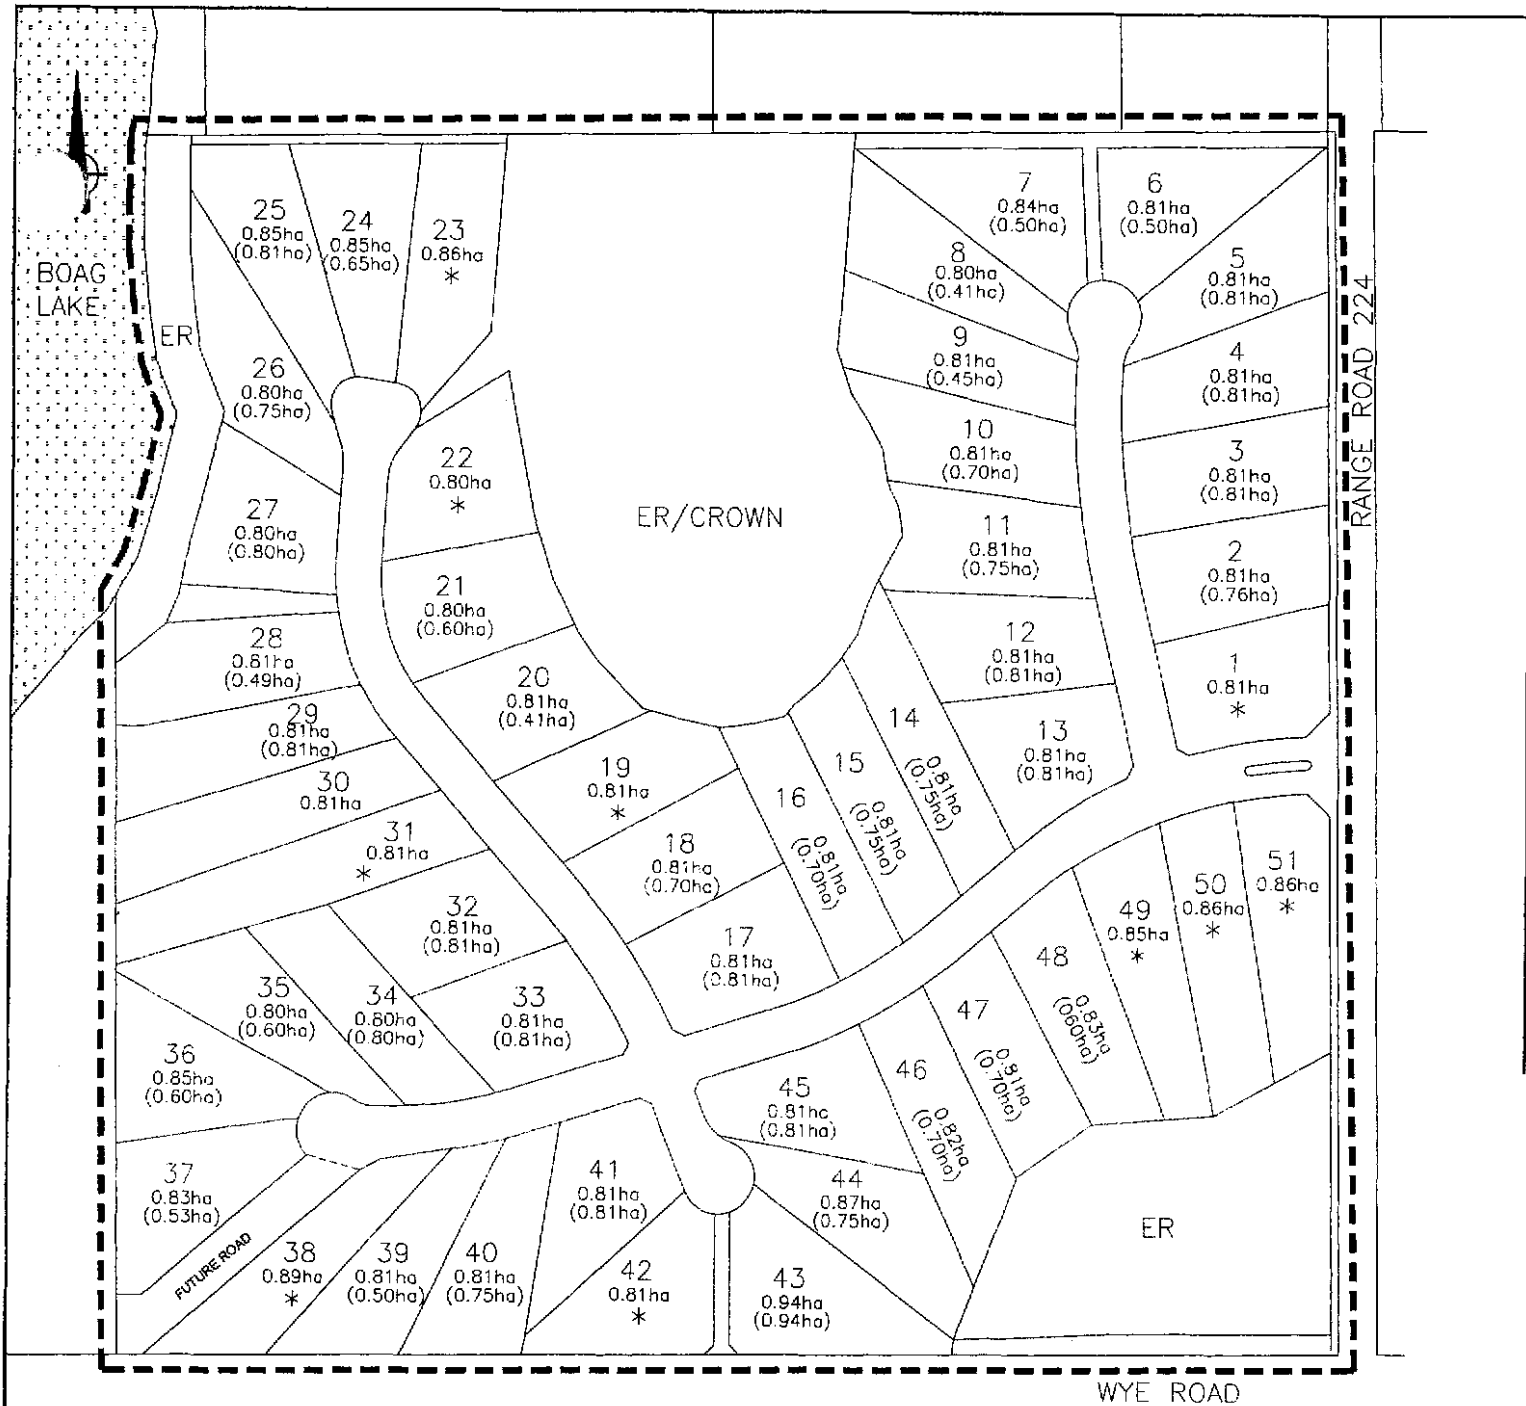 BOAG
LAKE
ER
25
0.85ha
(0.81ha)
24
0.85ha
(0.65ha)
23
0.86ha
*
7
0.84ha
(0.50ha)
6
0.81ha
(0.50ha)
8
0.80ha
(0.41ha)
5
0.81ha
(0.81ha)
9
0.81ha
(0.45ha)
4
0.81ha
(0.81ha)
RANGE ROAD 224
26
0.80ha
(0.75ha)
10
0.81ha
(0.70ha)
3
0.81ha
(0.81ha)
22
0.80ha
*
ER/CROWN
27
0.80ha
(0.80ha)
11
0.81ha
(0.75ha)
2
0.81ha
(0.76ha)
21
0.80ha
(0.60ha)
28
0.81ha
(0.49ha)
12
0.81ha
(0.81ha)
1
0.81ha
*
20
0.81ha
(0.41ha)
29
0.81ha
(0.81ha)
14
0.81ha
(0.75ha)
13
0.81ha
(0.81ha)
30
0.81ha
19
0.81ha
*
15
0.81ha
(0.75ha)
16
0.81ha
(0.70ha)
31
0.81ha
*
18
0.81ha
(0.70ha)
51
0.86ha
*
50
0.86ha
*
49
0.85ha
*
32
0.81ha
(0.81ha)
17
0.81ha
(0.81ha)
48
0.83ha
(060ha)
35
0.80ha
(0.60ha)
34
0.80ha
(0.80ha)
33
0.81ha
(0.81ha)
47
0.81ha
(0.70ha)
36
0.85ha
(0.60ha)
46
0.82ha
(0.70ha)
45
0.81ha
(0.81ha)
37
0.83ha
(0.53ha)
41
0.81ha
(0.81ha)
44
0.87ha
(0.75ha)
ER
FUTURE ROAD
38
0.89ha
*
39
0.81ha
(0.50ha)
40
0.81ha
(0.75ha)
42
0.81ha
*
43
0.94ha
(0.94ha)
WYE ROAD